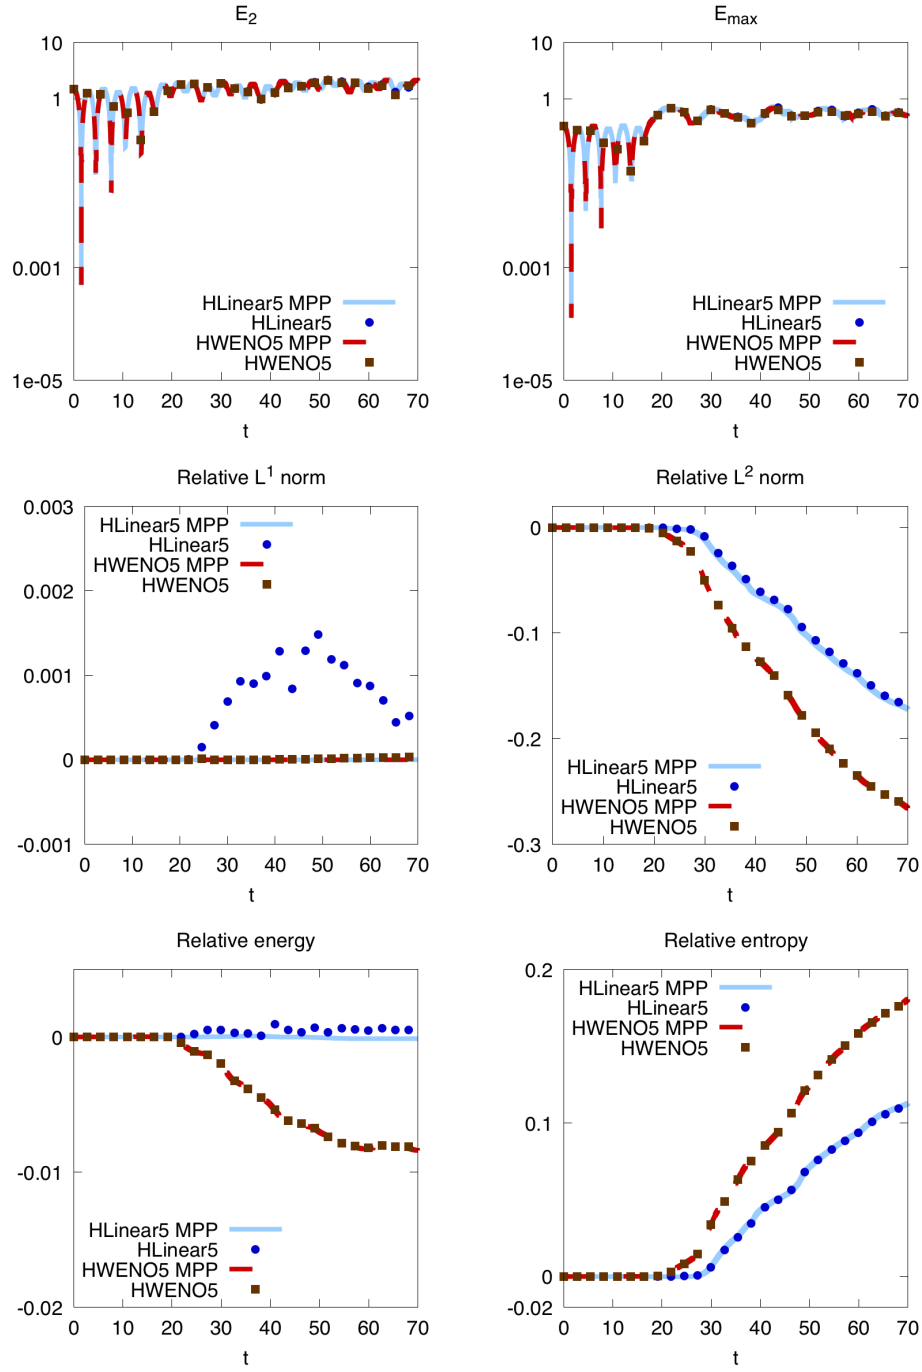 E2
10
1
0.001
1e-05
HLinear5 MPP
HLinear5
HWENO5 MPP
HWENO5
0 10 20 30 40 50 60 70
t
Emax
1
0.001
1e-05
HLinear5 MPP
HLinear5
HWENO5 MPP
HWENO5
0 10 20 30 40 50 60 70
t
Relative L1 norm
0.003
0.002
0.001
0
-0.001
HLinear5 MPP
HLinear5
HWENO5 MPP
HWENO5
0 10 20 30 40 50 60 70
t
Relative L2 norm
0
-0.1
-0.2
-0.3
HLinear5 MPP
HLinear5
HWENO5 MPP
HWENO5
0 10 20 30 40 50 60 70
t
Relative energy
0
-0.01
-0.02
HLinear5 MPP
HLinear5
HWENO5 MPP
HWENO5
0 10 20 30 40 50 60 70
t
Relative entropy
0.2
0.1
0
-0.02
HLinear5 MPP
HLinear5
HWENO5 MPP
HWENO5
0 10 20 30 40 50 60 70
t